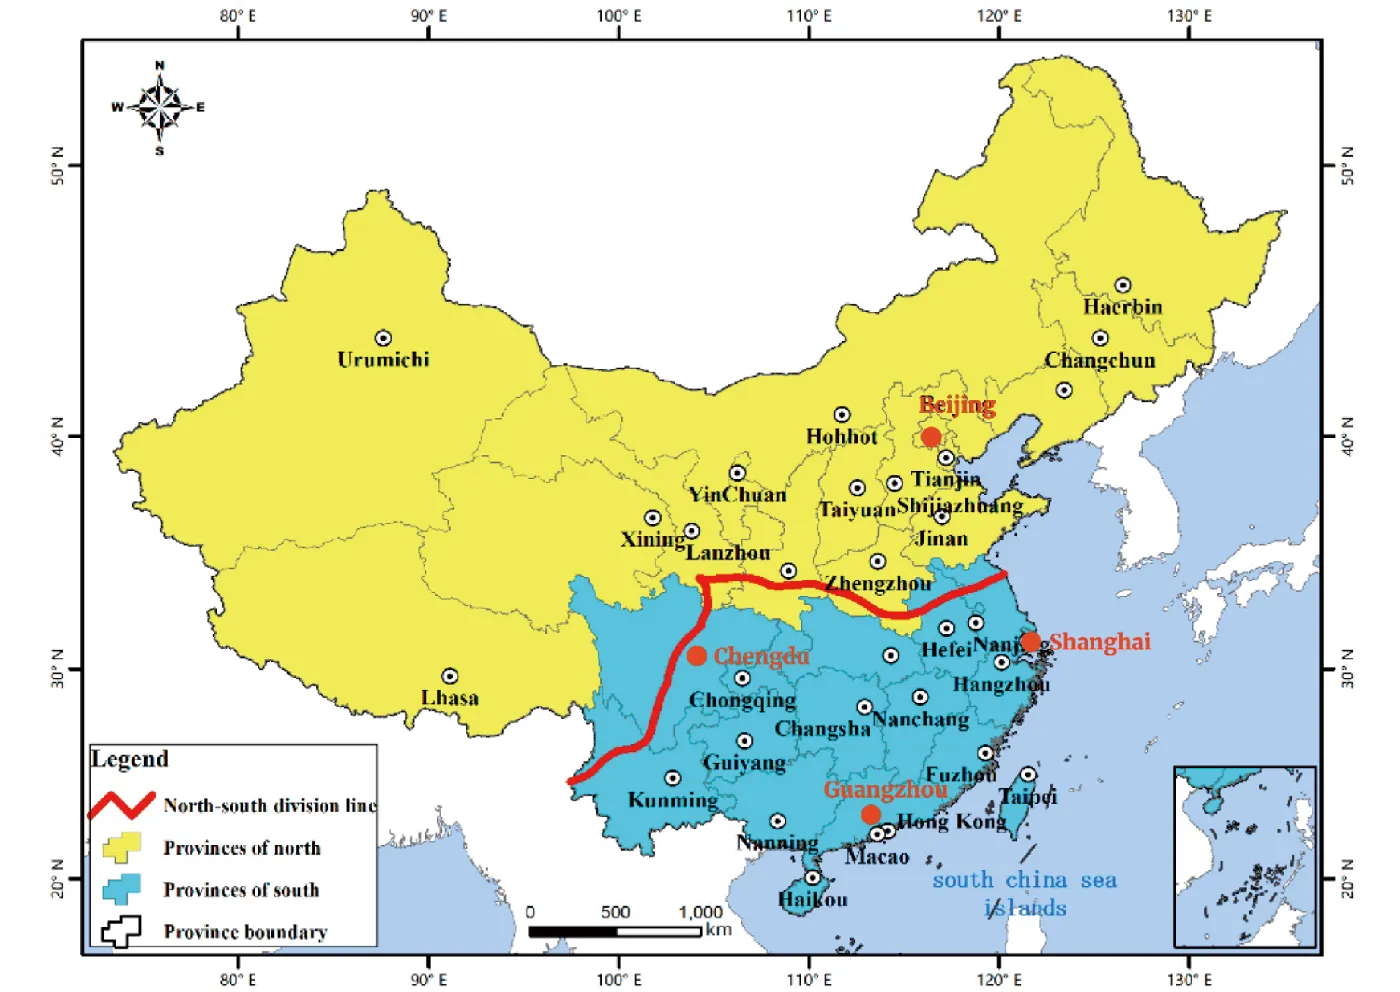 80° E
90° E
100° E
110° E
120° E
130° E
N
W
E
S
50° N
50° N
Haerbin
Urumichi
Changchun
Beijing
40° N
Hohhot
40° N
Tianjin
YinChuan
Taiyuan
Shijiazhuang
Xining
Lanzhou
Jinan
Zhengzhou
Hefei
Nanjing
Shanghai
Chengdu
30° N
30° N
Lhasa
Chongqing
Hangzhou
Changsha
Nanchang
Guiyang
Fuzhou
Kunming
Guangzhou
Taipei
Hong Kong
Nanning
Macao
20° N
20° N
Haikou
south china sea
islands
Legend
North-south division line
Provinces of north
Provinces of south
Province boundary
0
500
1,000
km
80° E
90° E
100° E
110° E
120° E
130° E